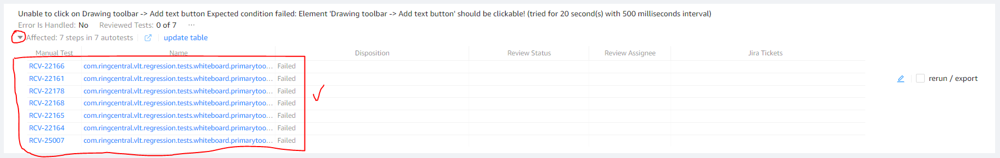 Unable to click on Drawing toolbar -> Add text button Expected condition failed: Element 'Drawing toolbar -> Add text button' should be clickable! (tried for 20 second(s) with 500 milliseconds interval)
Error Is Handled: No Reviewed Tests: 0 of 7 ...
Affected: 7 steps in 7 autotests update table
Manual Test Name Disposition Review Status Review Assignee Jira Tickets
RCV-22166 com.ringcentral.vlt.regression.tests.whiteboard.primarytoo... Failed
RCV-22161 com.ringcentral.vlt.regression.tests.whiteboard.primarytoo... Failed
rerun / export
RCV-22178 com.ringcentral.vlt.regression.tests.whiteboard.primarytoo... Failed
RCV-22168 com.ringcentral.vlt.regression.tests.whiteboard.primarytoo... Failed
RCV-22165 com.ringcentral.vlt.regression.tests.whiteboard.primarytoo... Failed
RCV-22164 com.ringcentral.vlt.regression.tests.whiteboard.primarytoo... Failed
RCV-25007 com.ringcentral.vlt.regression.tests.whiteboard.primarytoo... Failed